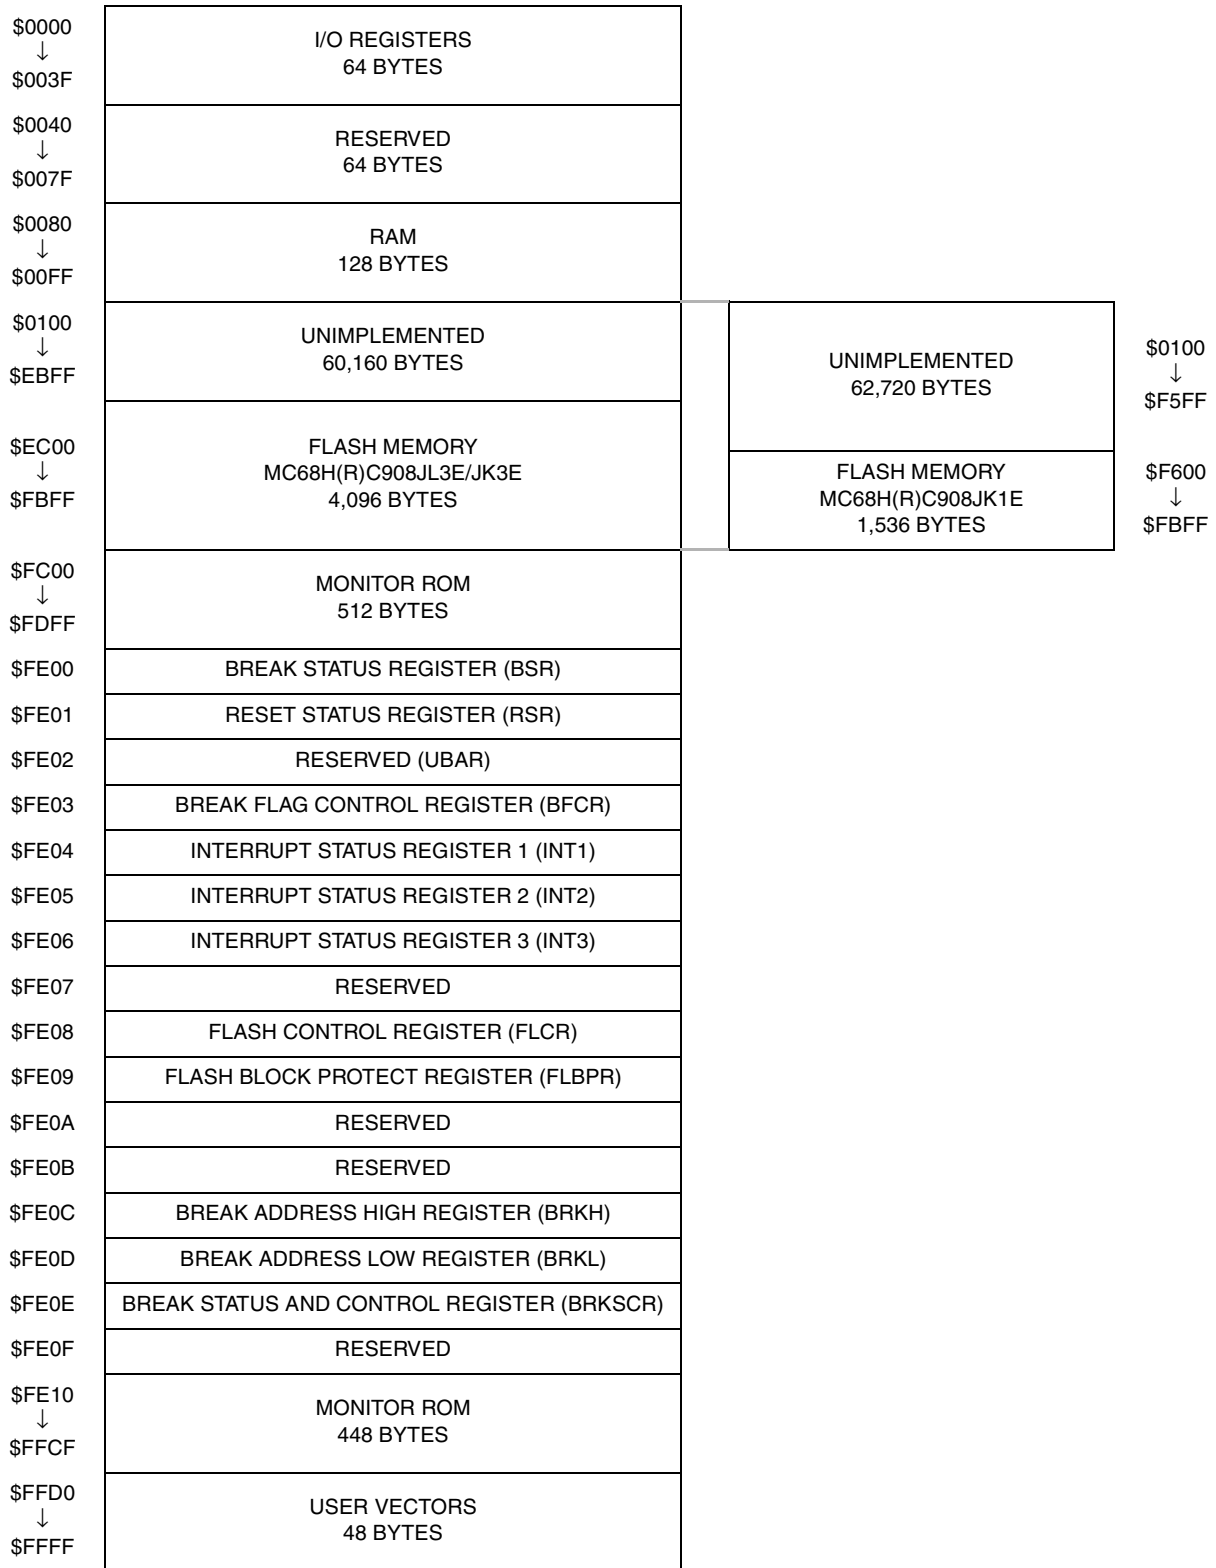 $0000
↓
$003F
I/O REGISTERS
64 BYTES
$0040
↓
$007F
RESERVED
64 BYTES
$0080
↓
$00FF
RAM
128 BYTES
$0100
↓
$EBFF
UNIMPLEMENTED
60,160 BYTES
UNIMPLEMENTED
62,720 BYTES
$0100
↓
$F5FF
$EC00
↓
$FBFF
FLASH MEMORY
MC68H(R)C908JL3E/JK3E
4,096 BYTES
FLASH MEMORY
MC68H(R)C908JK1E
1,536 BYTES
$F600
↓
$FBFF
$FC00
↓
$FDFF
MONITOR ROM
512 BYTES
$FE00
BREAK STATUS REGISTER (BSR)
$FE01
RESET STATUS REGISTER (RSR)
$FE02
RESERVED (UBAR)
$FE03
BREAK FLAG CONTROL REGISTER (BFCR)
$FE04
INTERRUPT STATUS REGISTER 1 (INT1)
$FE05
INTERRUPT STATUS REGISTER 2 (INT2)
$FE06
INTERRUPT STATUS REGISTER 3 (INT3)
$FE07
RESERVED
$FE08
FLASH CONTROL REGISTER (FLCR)
$FE09
FLASH BLOCK PROTECT REGISTER (FLBPR)
$FE0A
RESERVED
$FE0B
RESERVED
$FE0C
BREAK ADDRESS HIGH REGISTER (BRKH)
$FE0D
BREAK ADDRESS LOW REGISTER (BRKL)
$FE0E
BREAK STATUS AND CONTROL REGISTER (BRKSCR)
$FE0F
RESERVED
$FE10
↓
$FFCF
MONITOR ROM
448 BYTES
$FFD0
↓
$FFFF
USER VECTORS
48 BYTES